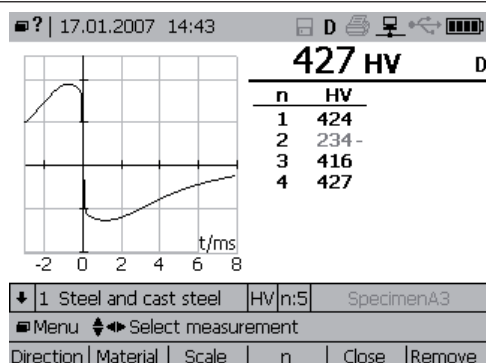 ? | 17.01.2007 14:43 D
427 HV D
n HV
1 424
2 234 -
3 416
4 427
t/ms
-2 0 2 4 6 8
1 Steel and cast steel HV n:5 SpecimenA3
Menu Select measurement
Direction Material Scale n Close Remove